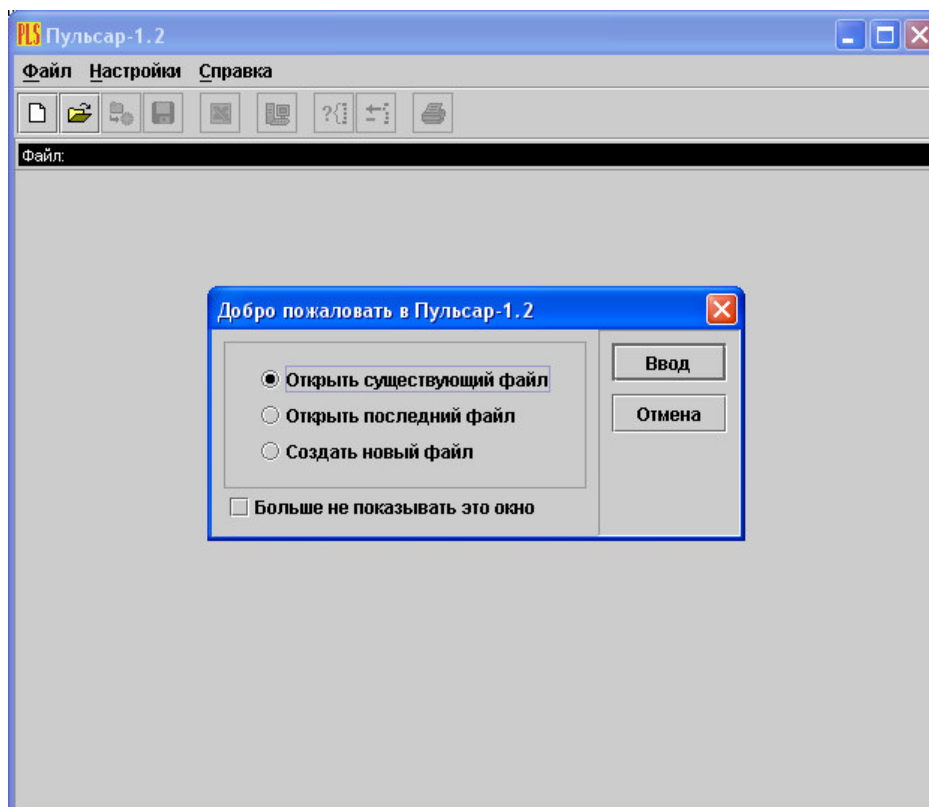 PLS Пульсар-1.2
Файл Настройки Справка
?{
Файл:
Добро пожаловать в Пульсар-1.2
Открыть существующий файл
Открыть последний файл
Создать новый файл
Больше не показывать это окно
Ввод
Отмена